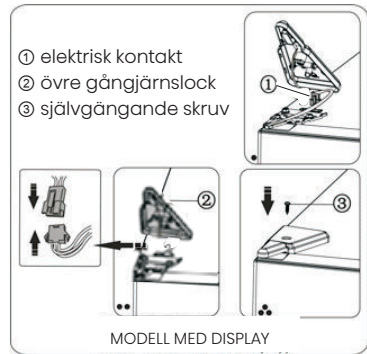 ① elektrisk kontakt
② övre gångjärnslock
③ självgängande skruv
①
②
③
MODELL MED DISPLAY